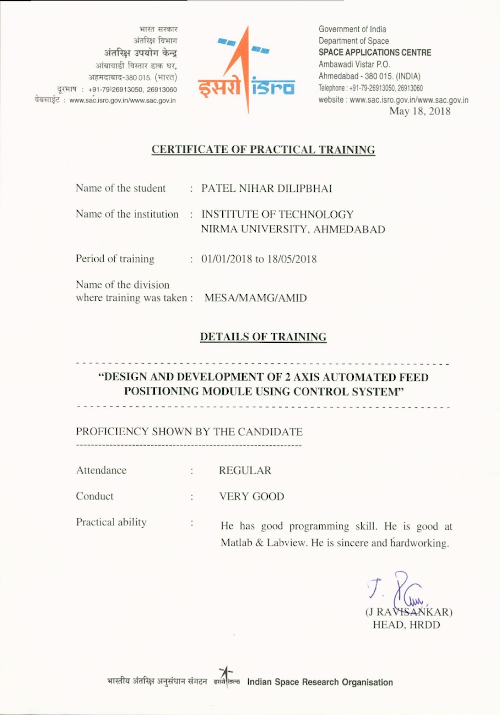 भारत सरकार
अंतरिक्ष विभाग
अंतरिक्ष उपयोग केन्द्र
आंबावाडी विस्तार डाक घर,
अहमदाबाद-380 015. (भारत)
दूरभाष : +91-79-26913050, 26913060
वेबसाईट : www.sac.isro.gov.in/www.sac.gov.in
इसरो isro
Government of India
Department of Space
SPACE APPLICATIONS CENTRE
Ambawadi Vistar P.O.
Ahmedabad - 380 015. (INDIA)
Telephone : +91-79-26913050, 26913060
website : www.sac.isro.gov.in/www.sac.gov.in
May 18, 2018
CERTIFICATE OF PRACTICAL TRAINING
Name of the student : PATEL NIHAR DILIPBHAI
Name of the institution : INSTITUTE OF TECHNOLOGY
NIRMA UNIVERSITY, AHMEDABAD
Period of training : 01/01/2018 to 18/05/2018
Name of the division
where training was taken : MESA/MAMG/AMID
DETAILS OF TRAINING
“DESIGN AND DEVELOPMENT OF 2 AXIS AUTOMATED FEED
POSITIONING MODULE USING CONTROL SYSTEM”
PROFICIENCY SHOWN BY THE CANDIDATE
Attendance : REGULAR
Conduct : VERY GOOD
Practical ability : He has good programming skill. He is good at
Matlab & Labview. He is sincere and hardworking.
(J RAVISANKAR)
HEAD, HRDD
भारतीय अंतरिक्ष अनुसंधान संगठन Indian Space Research Organisation